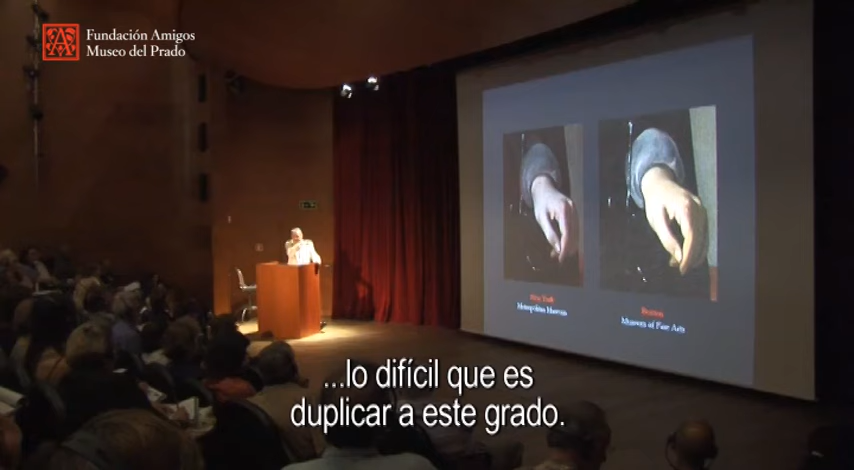 Fundación Amigos
Museo del Prado
New York
Metropolitan Museum
Boston
Museum of Fine Arts
...lo difícil que es
duplicar a este grado.